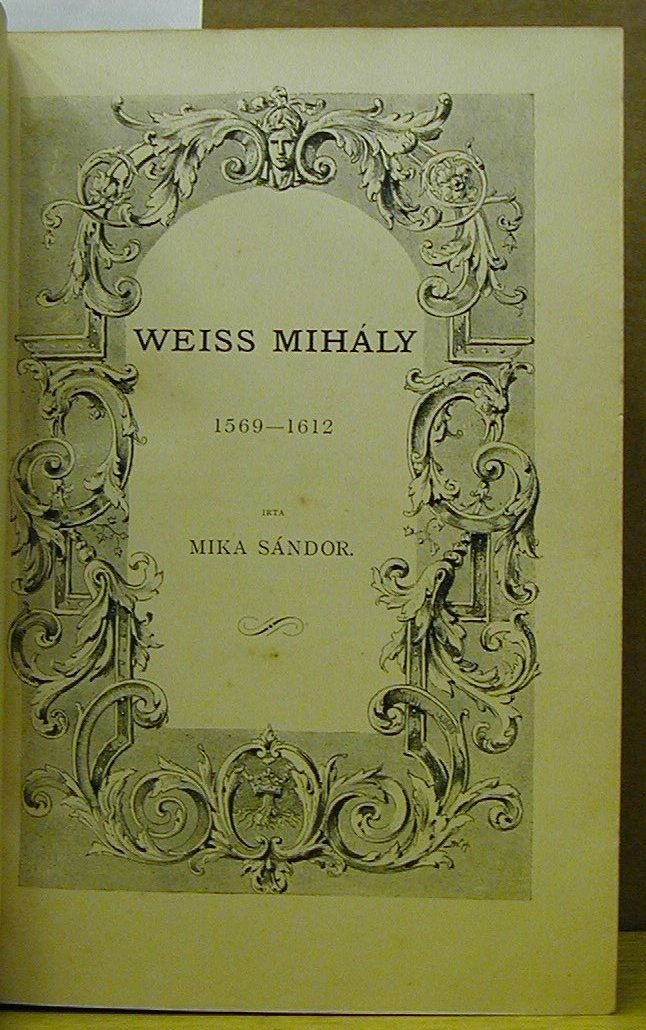 WEISS MIHÁLY
1569—1612
IRTA
MIKA SÁNDOR.